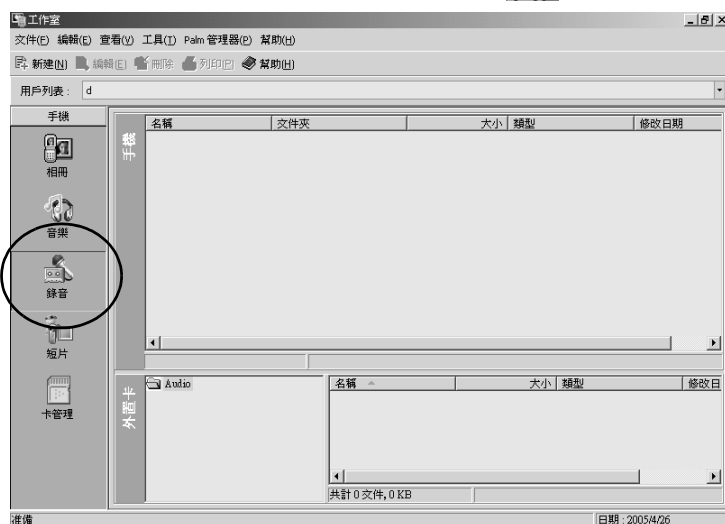 工作室
文件(F) 編輯(E) 查看(V) 工具(T) Palm 管理器(P) 幫助(H)
新建(N) 編輯(E) 刪除 列印(P) 幫助(H)
用戶列表： d
手機
相冊
音樂
錄音
短片
卡管理
手機
名稱 文件夾 大小 類型 修改日期
外置卡
Audio
名稱 大小 類型 修改日
共計 0 文件, 0 KB
準備 日期 : 2005/4/26